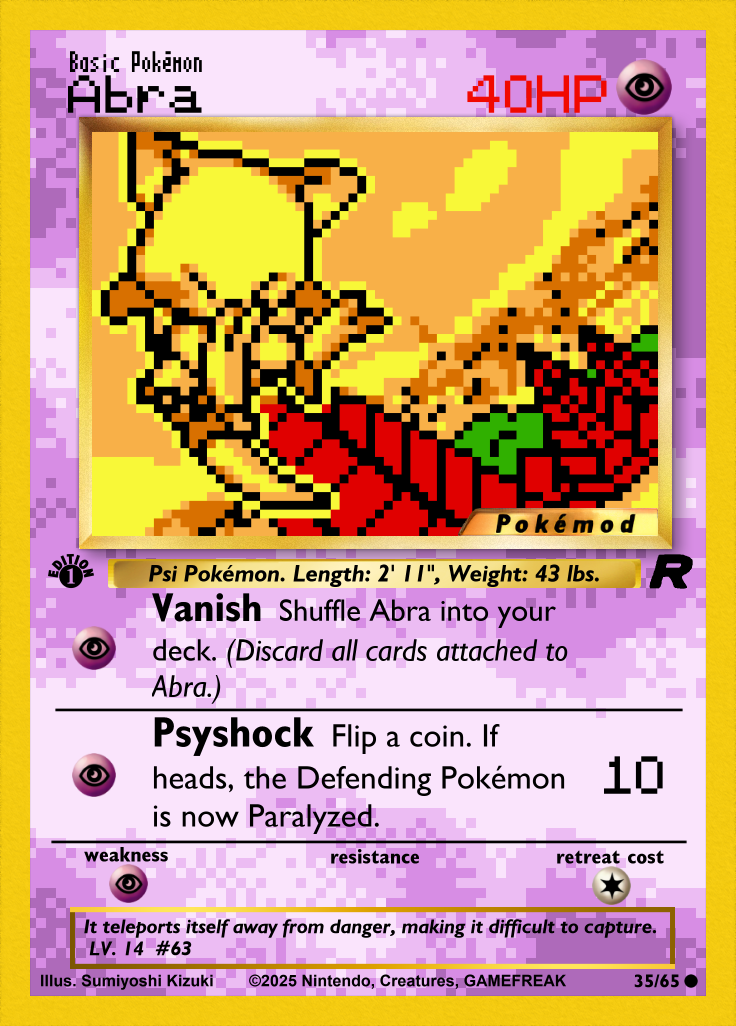 Basic Pokémon
Abra
40HP
Pokémod
EDITION
1
Psi Pokémon. Length: 2' 11", Weight: 43 lbs.
R
Vanish Shuffle Abra into your
deck. (Discard all cards attached to
Abra.)
Psyshock Flip a coin. If
heads, the Defending Pokémon
is now Paralyzed.
10
weakness
resistance
retreat cost
It teleports itself away from danger, making it difficult to capture.
LV. 14 #63
Illus. Sumiyoshi Kizuki ©2025 Nintendo, Creatures, GAMEFREAK 35/65